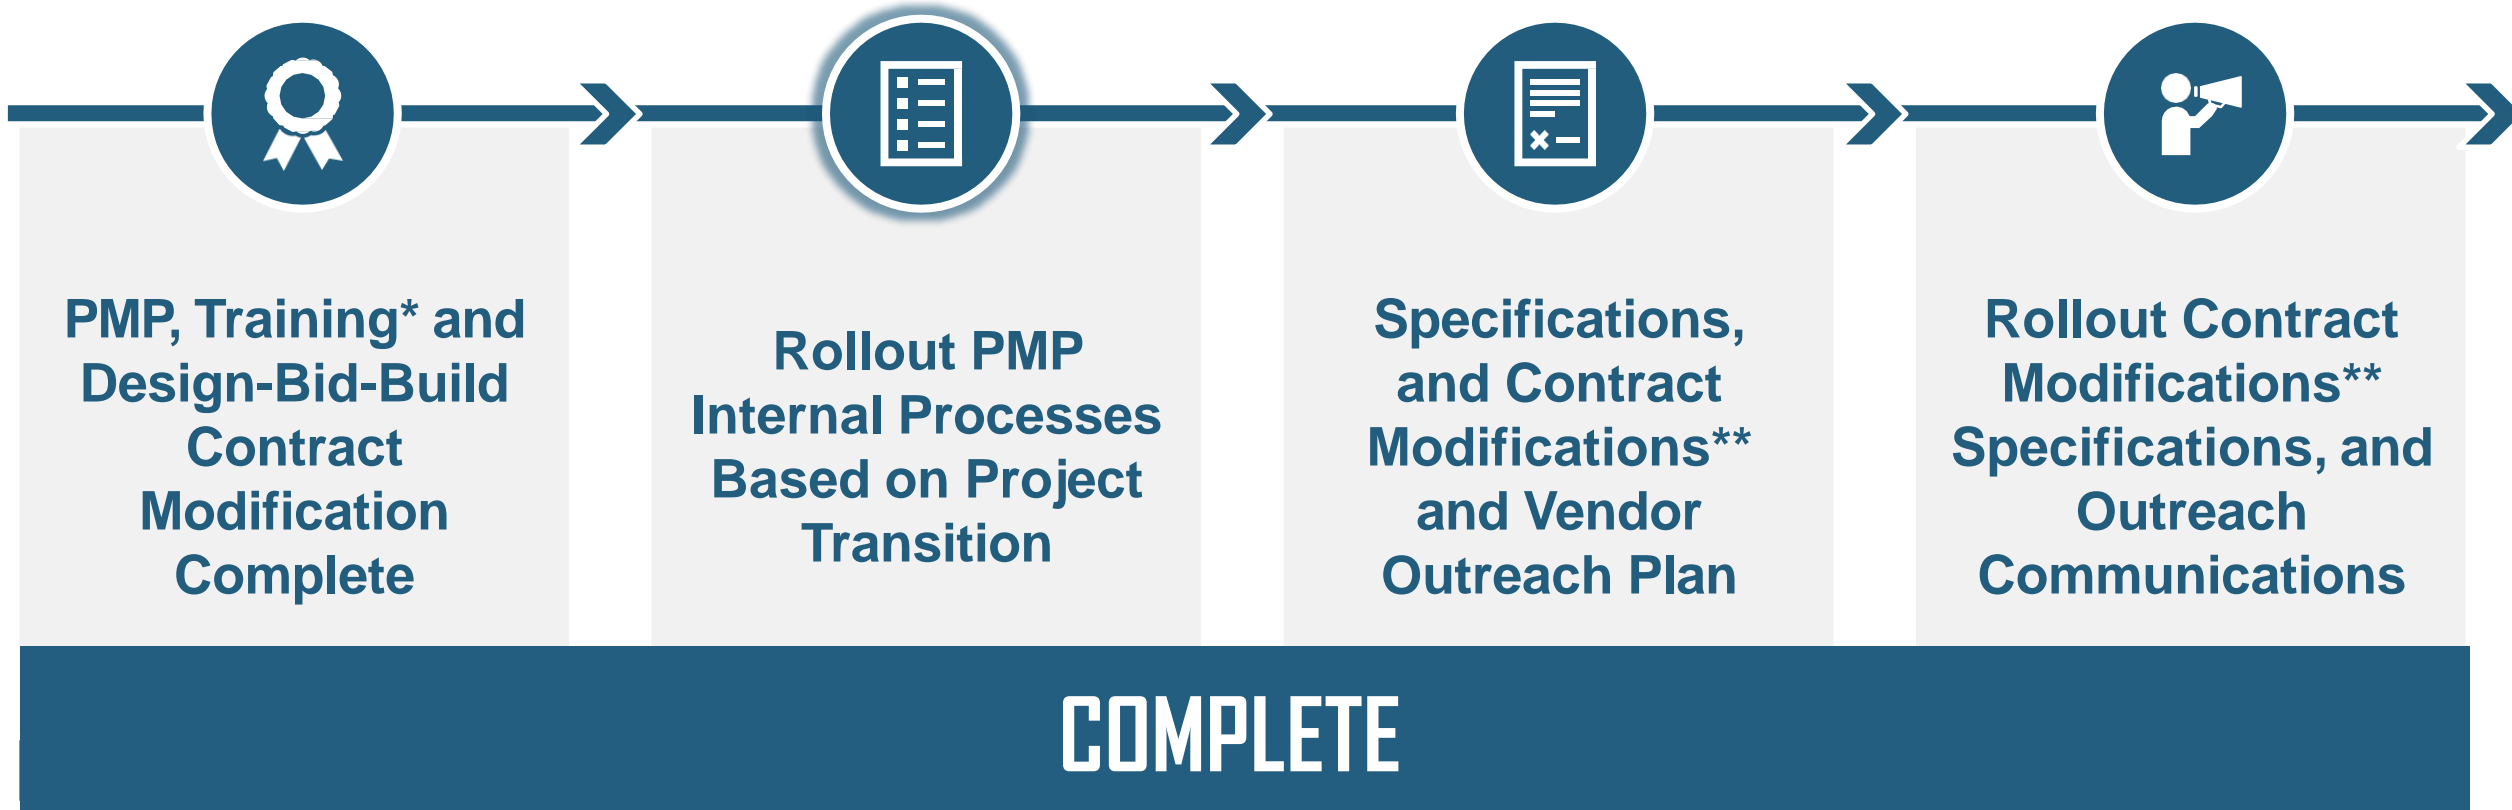 PMP, Training* and
Design-Bid-Build
Contract
Modification
Complete
Rollout PMP
Internal Processes
Based on Project
Transition
Specifications,
and Contract
Modifications**
and Vendor
Outreach Plan
Rollout Contract
Modifications**
Specifications, and
Outreach
Communications
COMPLETE